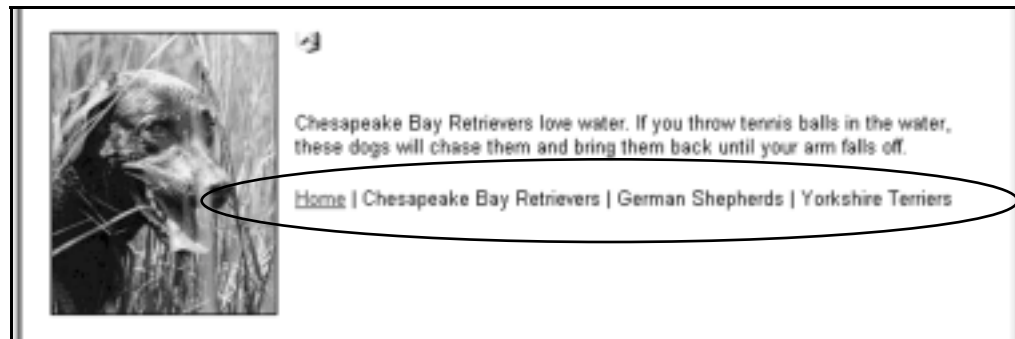 Chesapeake Bay Retrievers love water. If you throw tennis balls in the water,
these dogs will chase them and bring them back until your arm falls off.
Home | Chesapeake Bay Retrievers | German Shepherds | Yorkshire Terriers